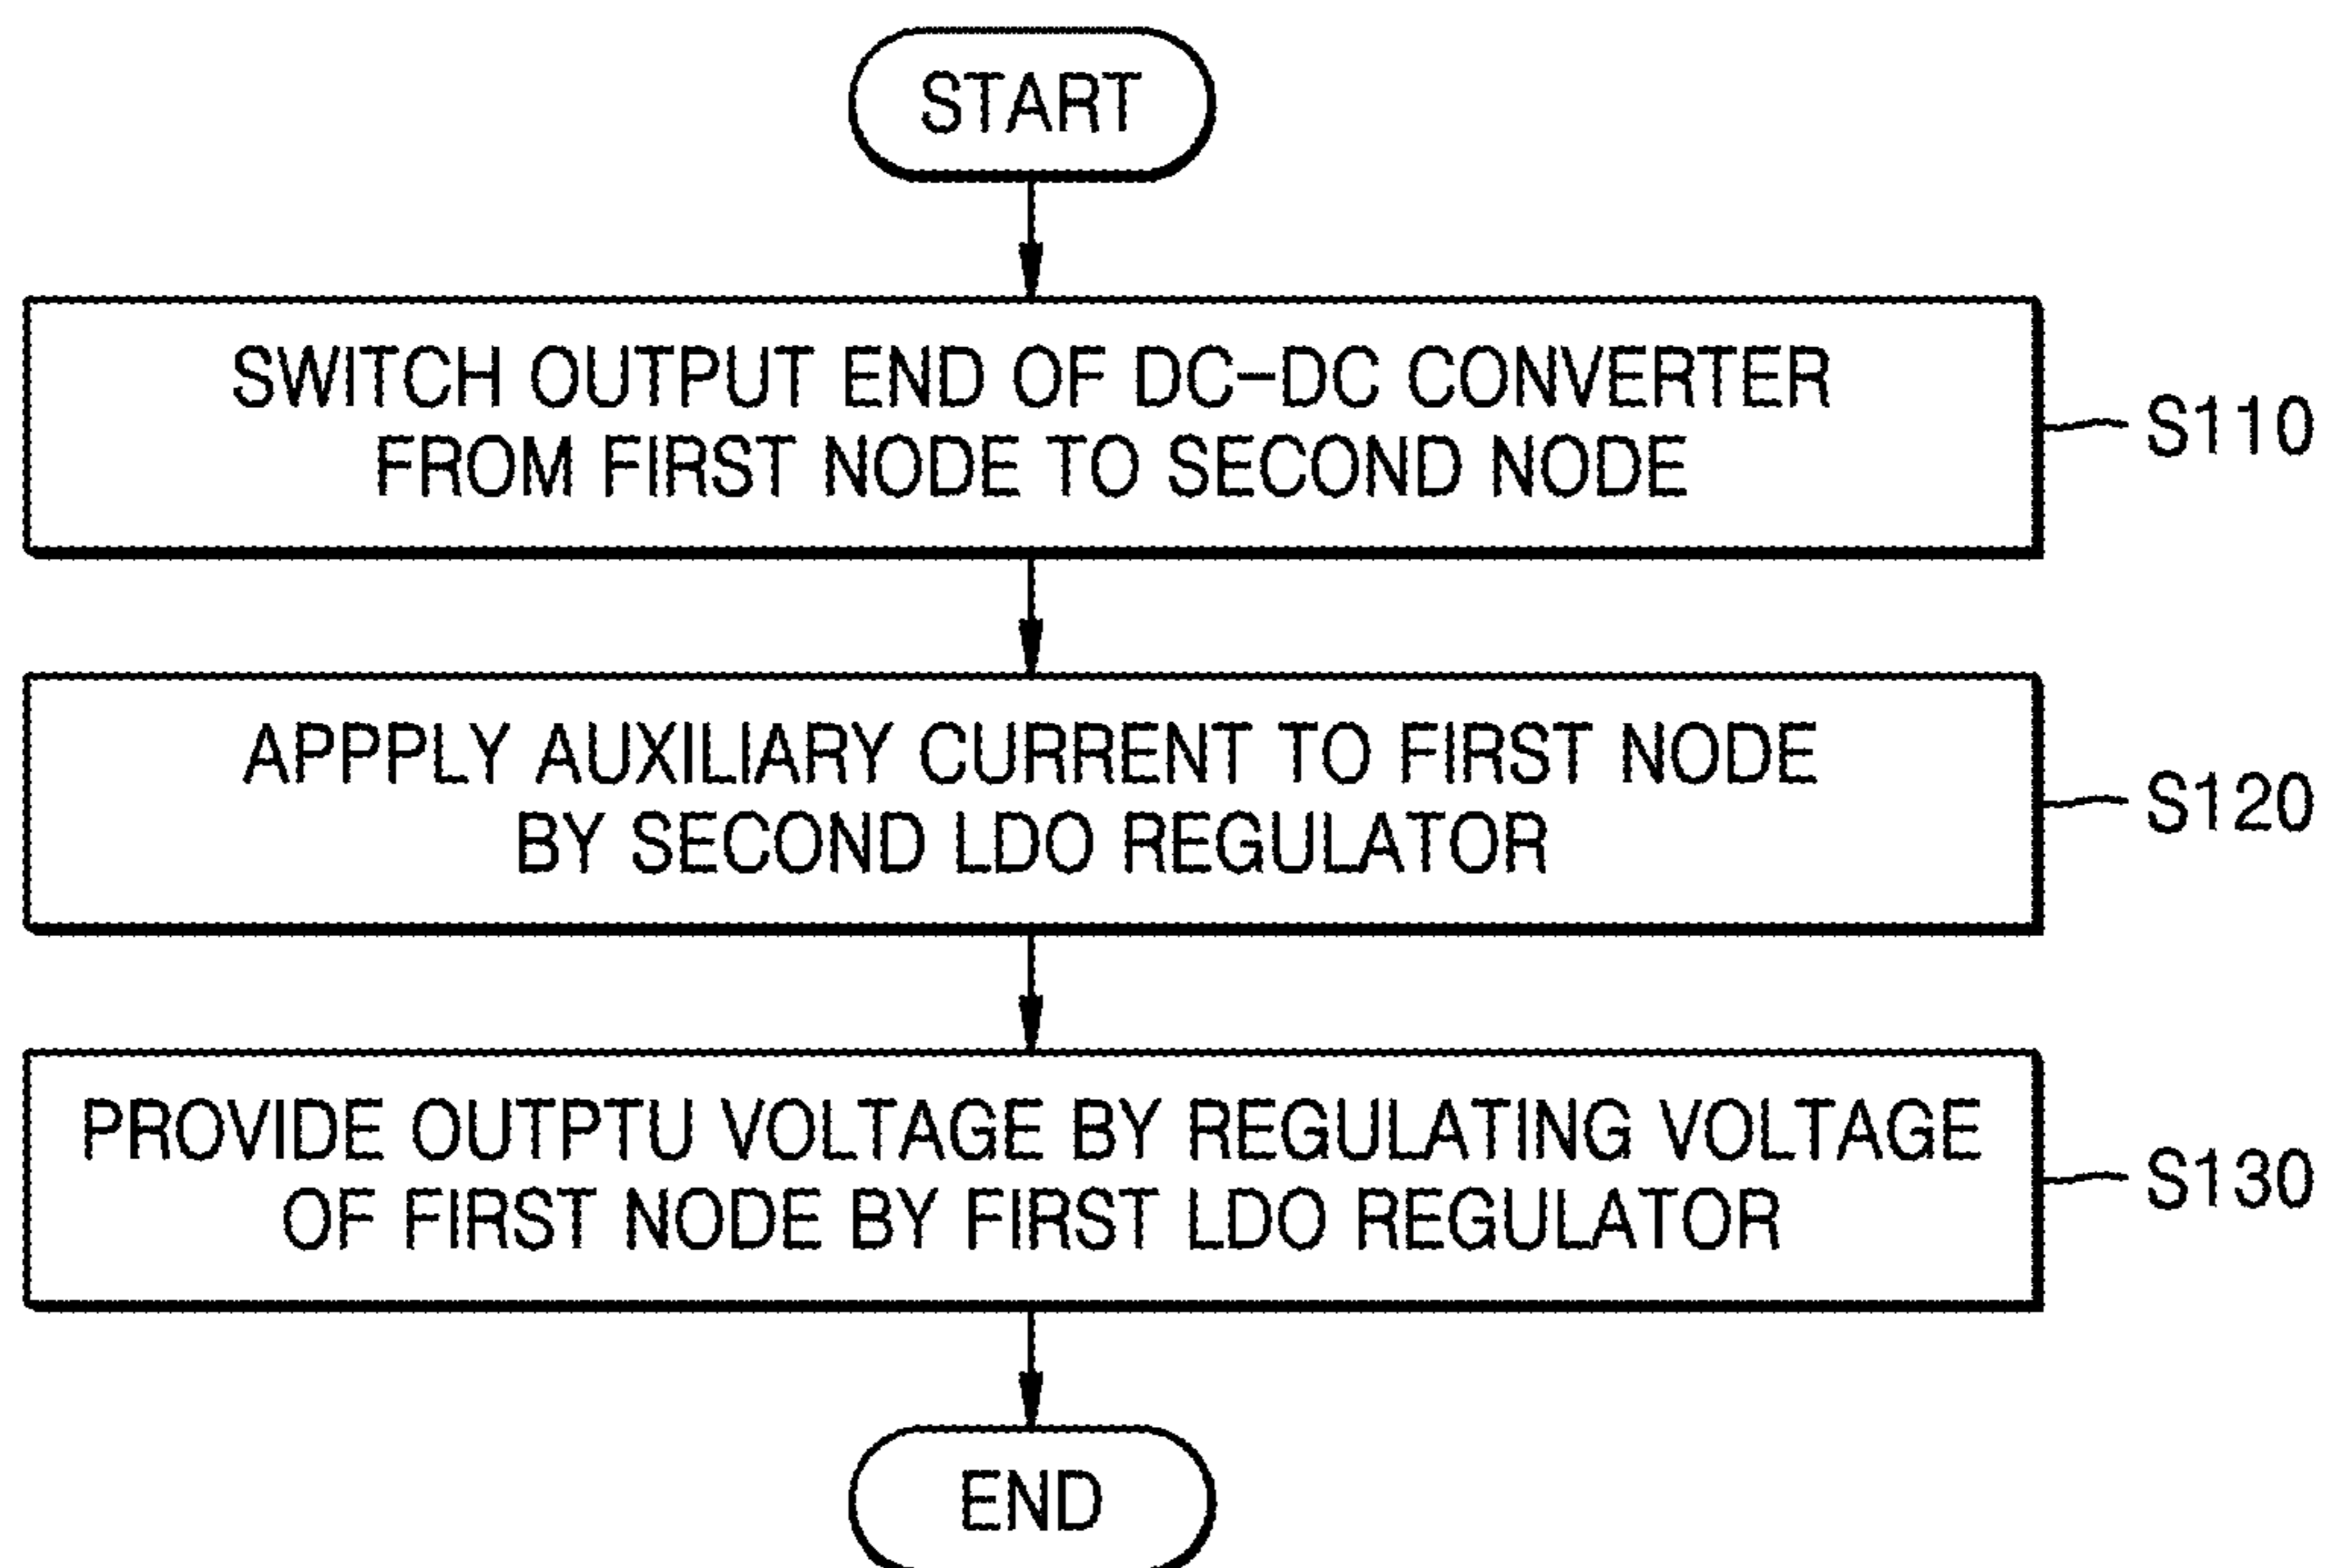 START
SWITCH OUTPUT END OF DC-DC CONVERTER
FROM FIRST NODE TO SECOND NODE
S110
APPPLY AUXILIARY CURRENT TO FIRST NODE
BY SECOND LDO REGULATOR
S120
PROVIDE OUTPTU VOLTAGE BY REGULATING VOLTAGE
OF FIRST NODE BY FIRST LDO REGULATOR
S130
END